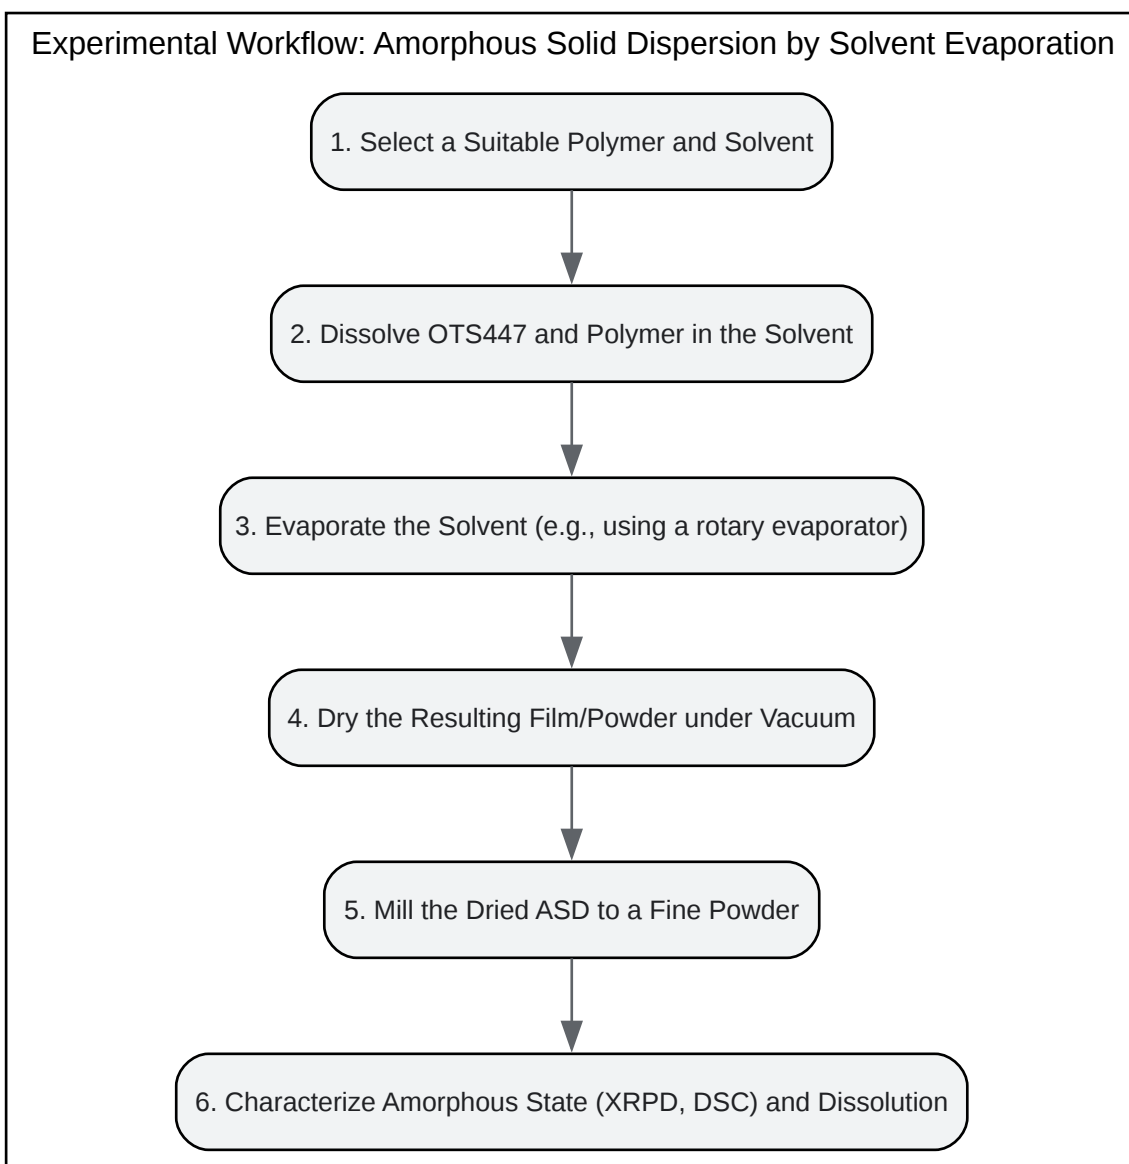 Experimental Workflow: Amorphous Solid Dispersion by Solvent Evaporation
1. Select a Suitable Polymer and Solvent
2. Dissolve OTS447 and Polymer in the Solvent
3. Evaporate the Solvent (e.g., using a rotary evaporator)
4. Dry the Resulting Film/Powder under Vacuum
5. Mill the Dried ASD to a Fine Powder
6. Characterize Amorphous State (XRPD, DSC) and Dissolution